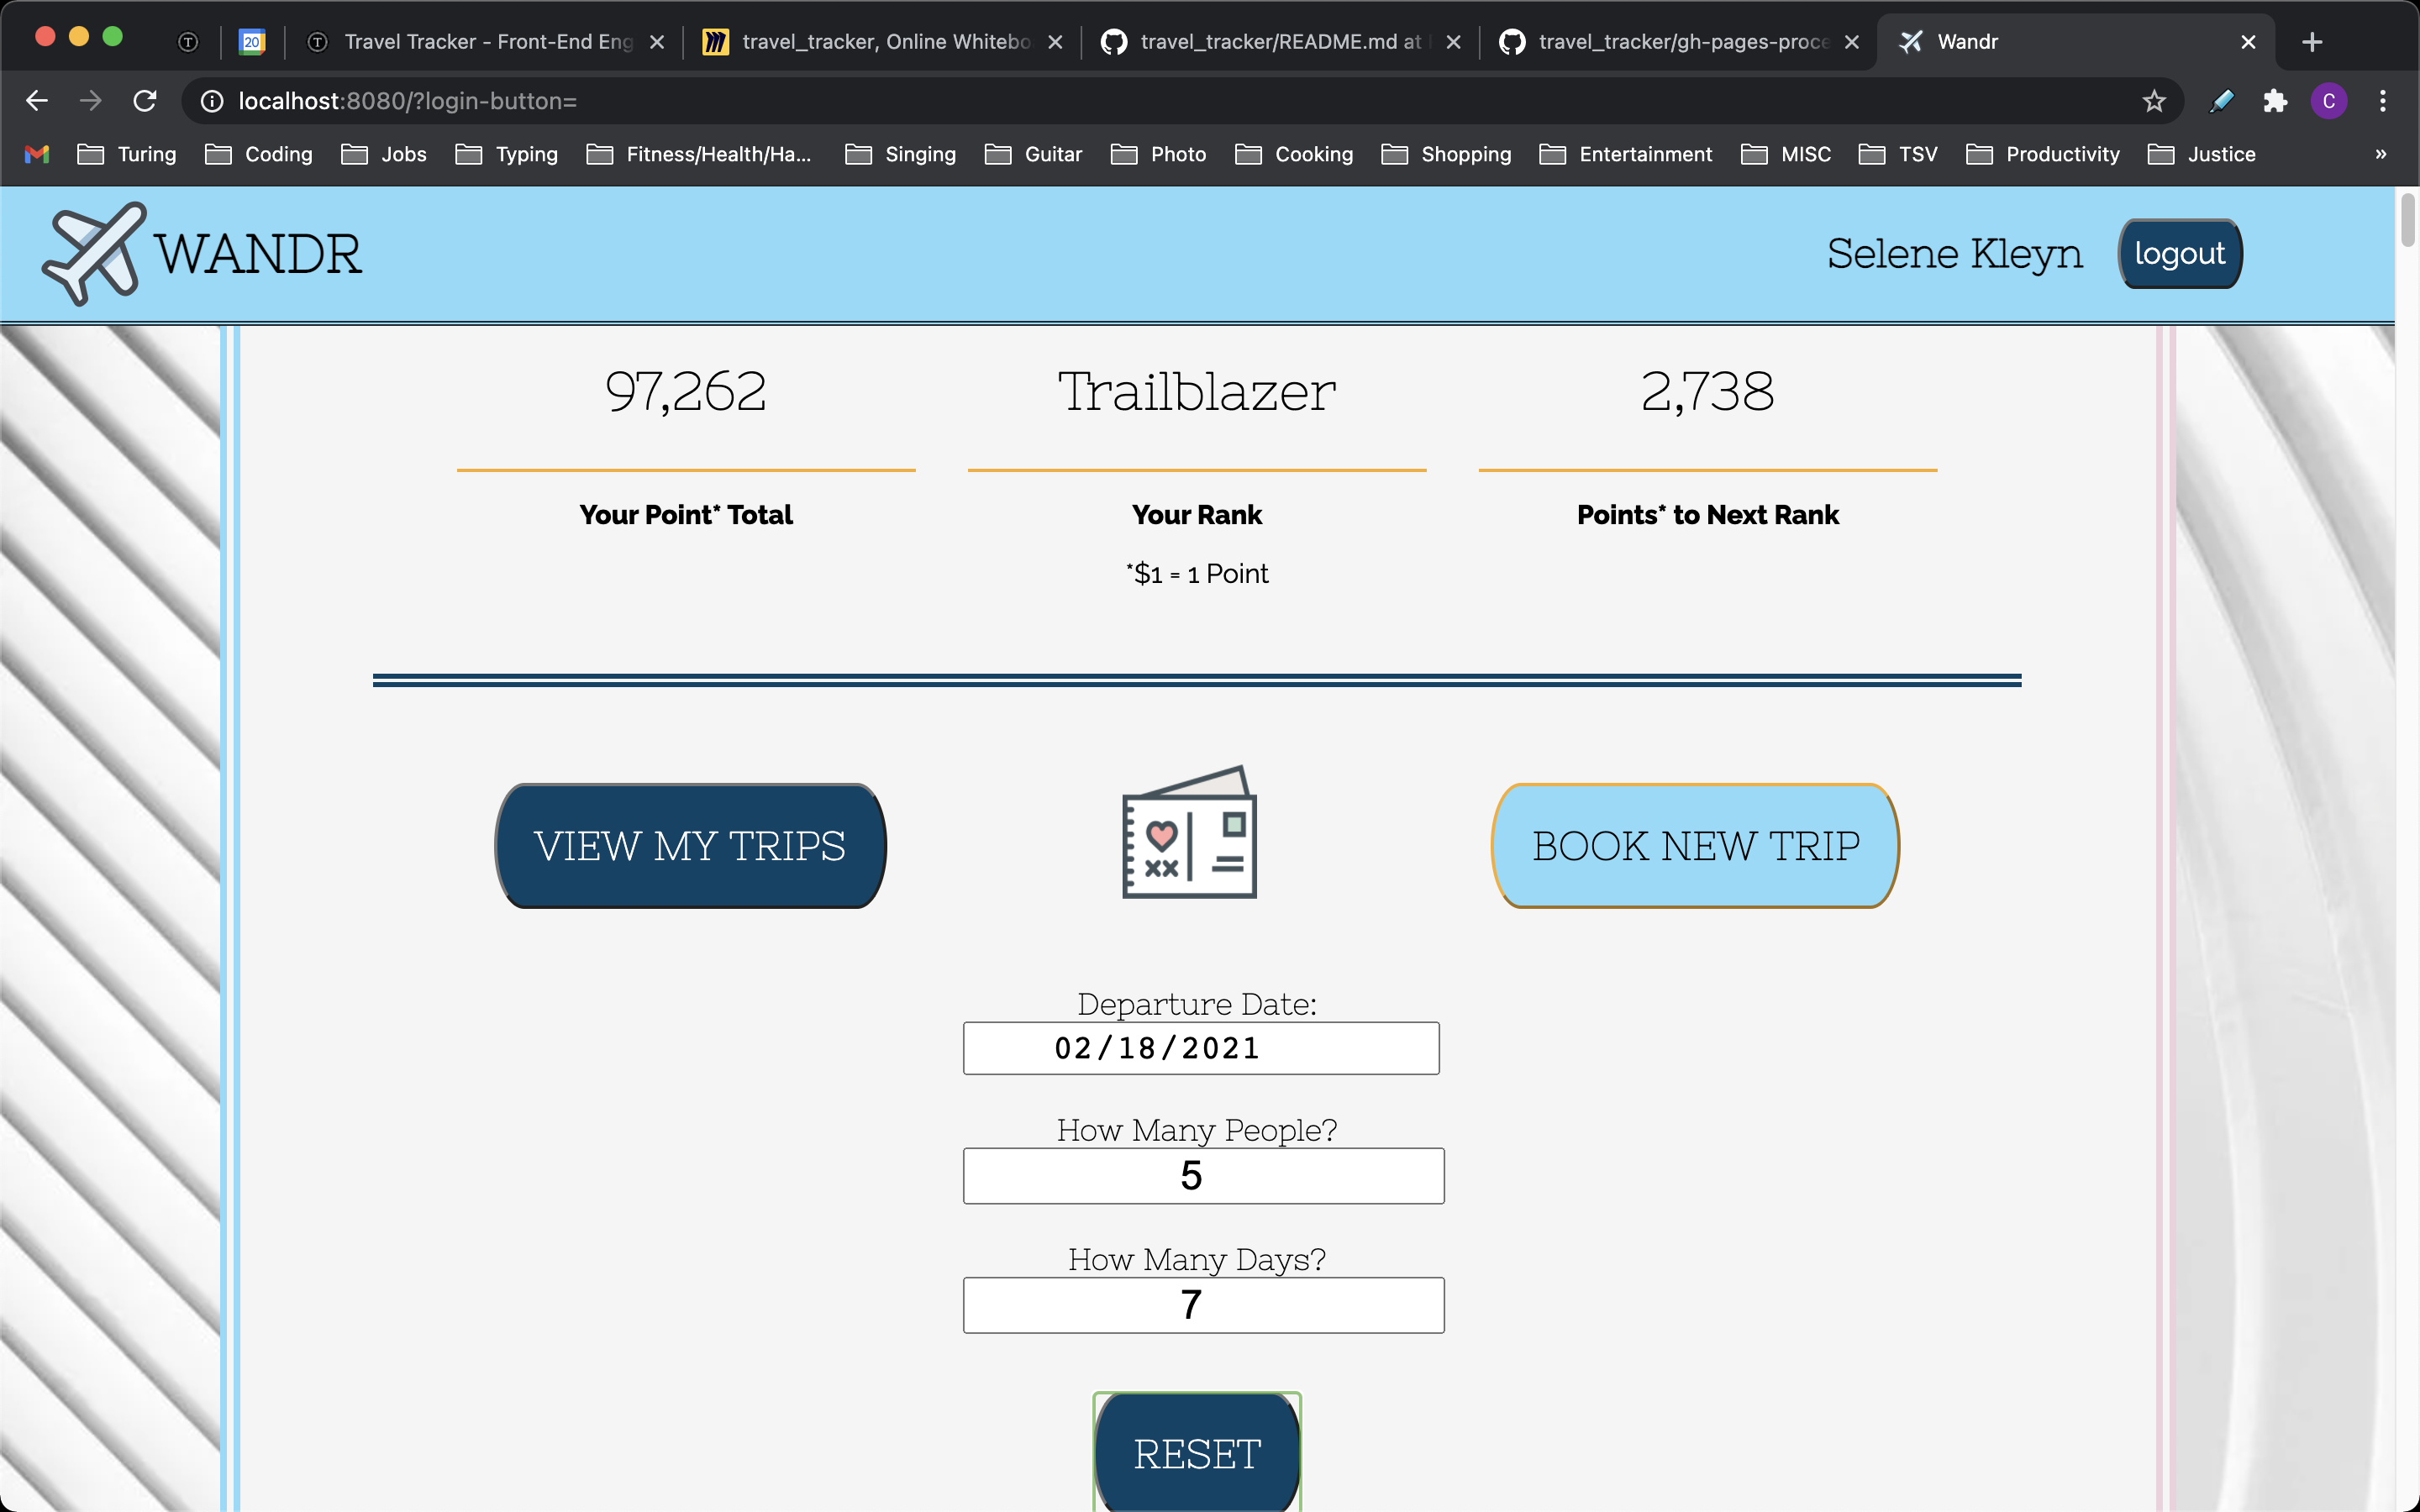 Travel Tracker - Front-End Eng
travel_tracker, Online Whitebo
travel_tracker/README.md at
travel_tracker/gh-pages-proce
Wandr
20
localhost:8080/?login-button=
C
Turing
Coding
Jobs
Typing
Fitness/Health/Ha...
Singing
Guitar
Photo
Cooking
Shopping
Entertainment
MISC
TSV
Productivity
Justice
»
WANDR
Selene Kleyn
logout
97,262
Trailblazer
2,738
Your Point* Total
Your Rank
Points* to Next Rank
*$1 = 1 Point
VIEW MY TRIPS
BOOK NEW TRIP
Departure Date:
02/18/2021
How Many People?
5
How Many Days?
7
RESET